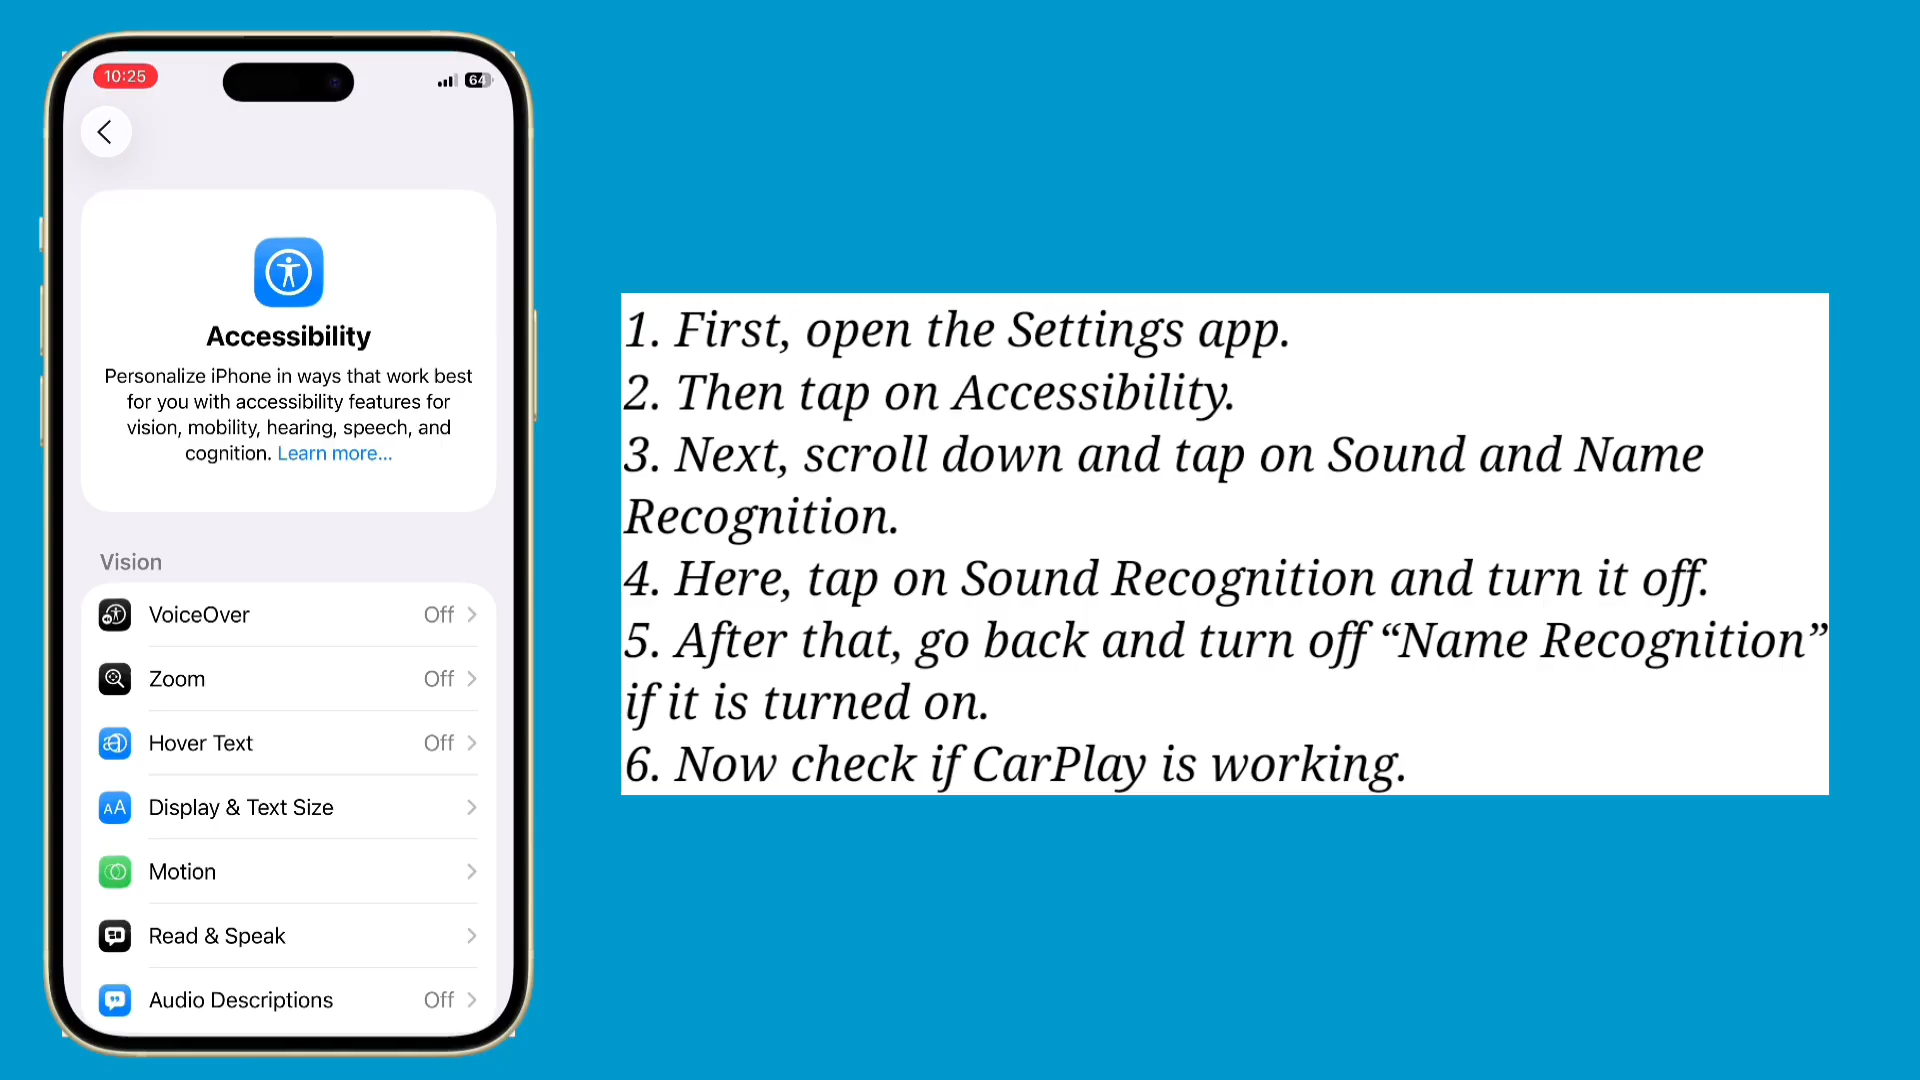 10:25
64
Accessibility
Personalize iPhone in ways that work best
for you with accessibility features for
vision, mobility, hearing, speech, and
cognition. Learn more...
Vision
VoiceOver Off
Zoom Off
Hover Text Off
Display & Text Size
Motion
Read & Speak
Audio Descriptions Off
1. First, open the Settings app.
2. Then tap on Accessibility.
3. Next, scroll down and tap on Sound and Name
Recognition.
4. Here, tap on Sound Recognition and turn it off.
5. After that, go back and turn off “Name Recognition”
if it is turned on.
6. Now check if CarPlay is working.